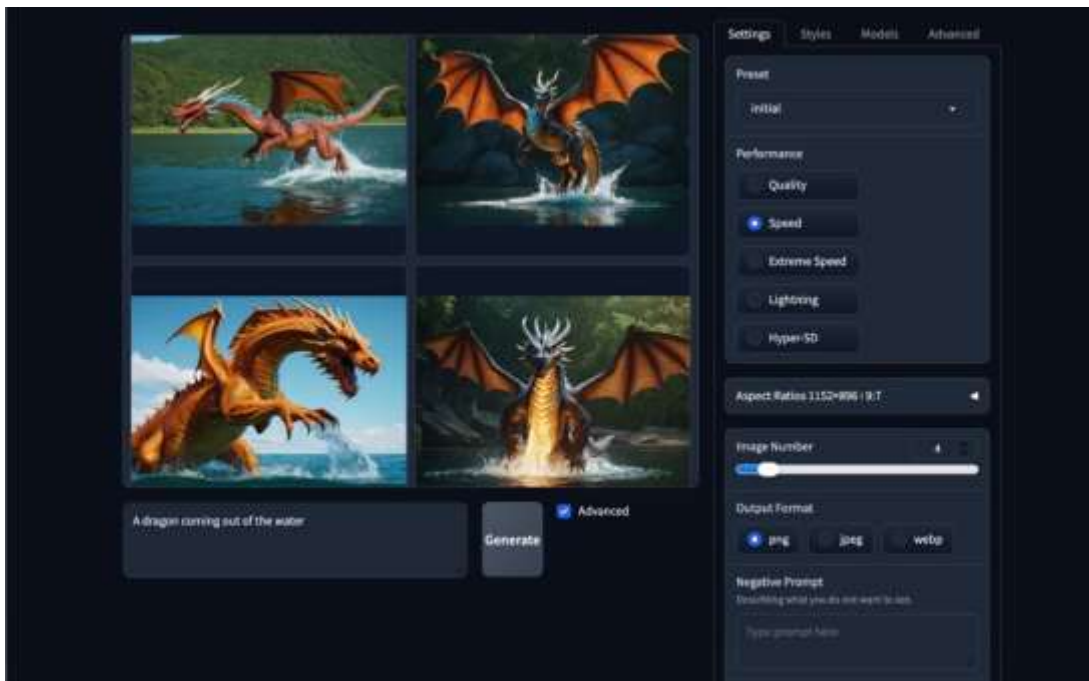 Settings Styles Models Advanced
Preset
initial
Performance
Quality
Speed
Extreme Speed
Lightning
Hyper-SD
Aspect Ratios 1152×896 | 9:7
Image Number
4
Output Format
png jpeg webp
Negative Prompt
Describing what you do not want to see.
Type prompt here
A dragon coming out of the water
Generate
Advanced